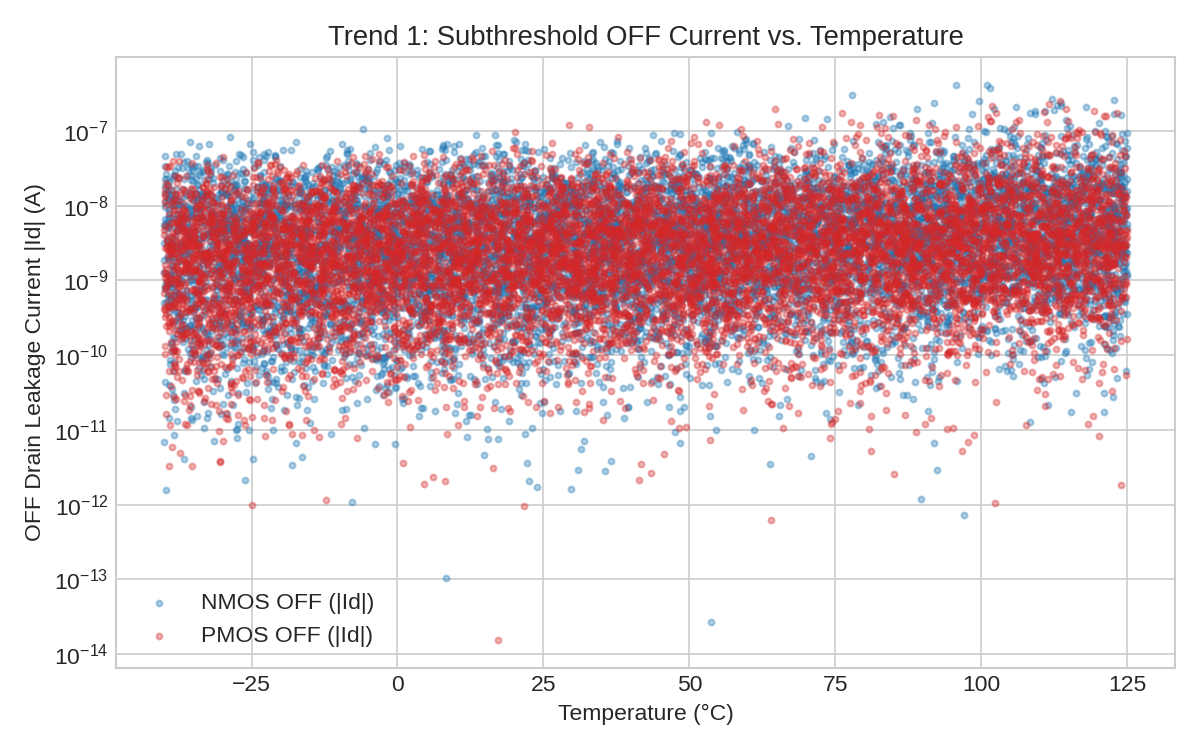 Trend 1: Subthreshold OFF Current vs. Temperature
OFF Drain Leakage Current |Id| (A)
10⁻⁷
10⁻⁸
10⁻⁹
10⁻¹⁰
10⁻¹¹
10⁻¹²
10⁻¹³
10⁻¹⁴
NMOS OFF (|Id|)
PMOS OFF (|Id|)
−25 0 25 50 75 100 125
Temperature (°C)